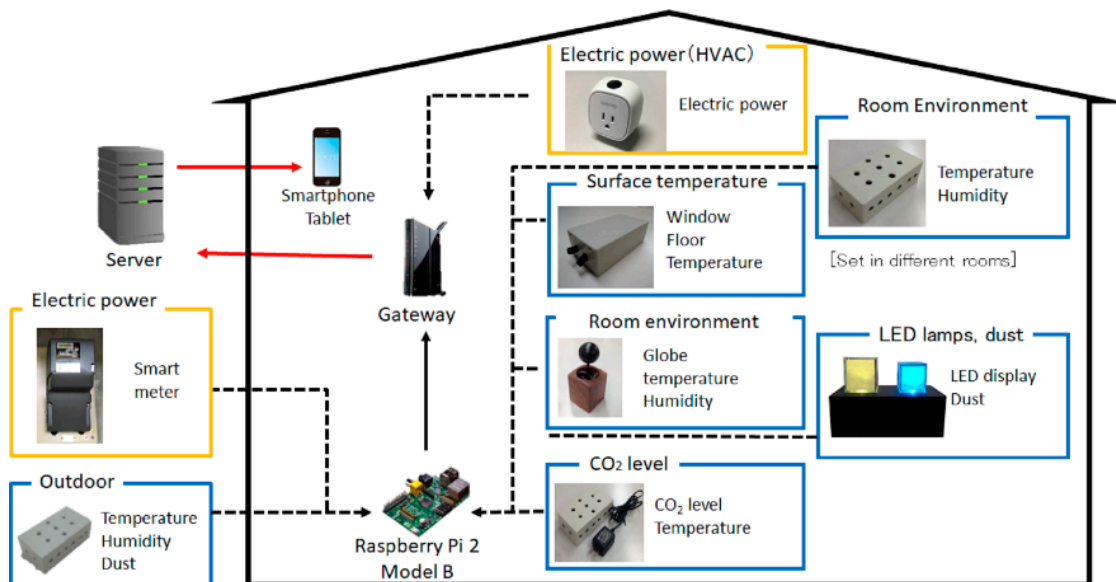 Electric power(HVAC)
Electric power
Room Environment
Temperature
Humidity
[Set in different rooms]
Smartphone
Tablet
Server
Surface temperature
Window
Floor
Temperature
Gateway
Electric power
Smart
meter
Room environment
Globe
temperature
Humidity
LED lamps, dust
LED display
Dust
CO₂ level
CO₂ level
Temperature
Outdoor
Temperature
Humidity
Dust
Raspberry Pi 2
Model B